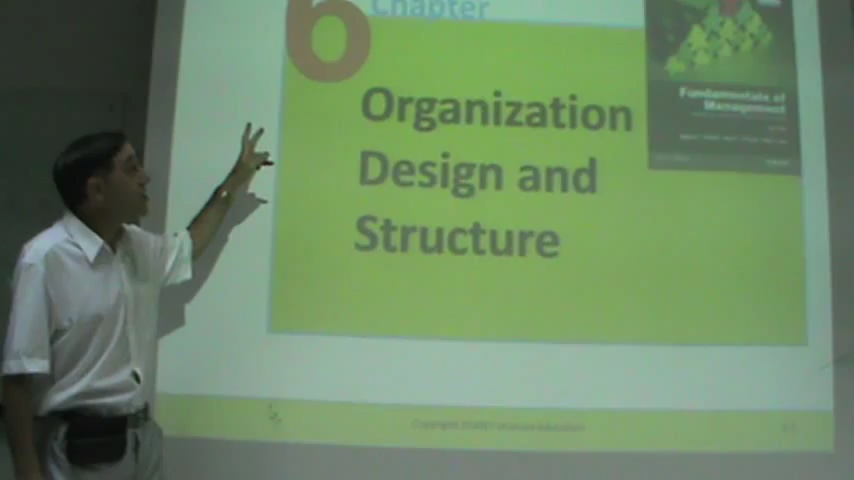 6
Chapter
Organization
Design and
Structure
Fundamentals of
Management